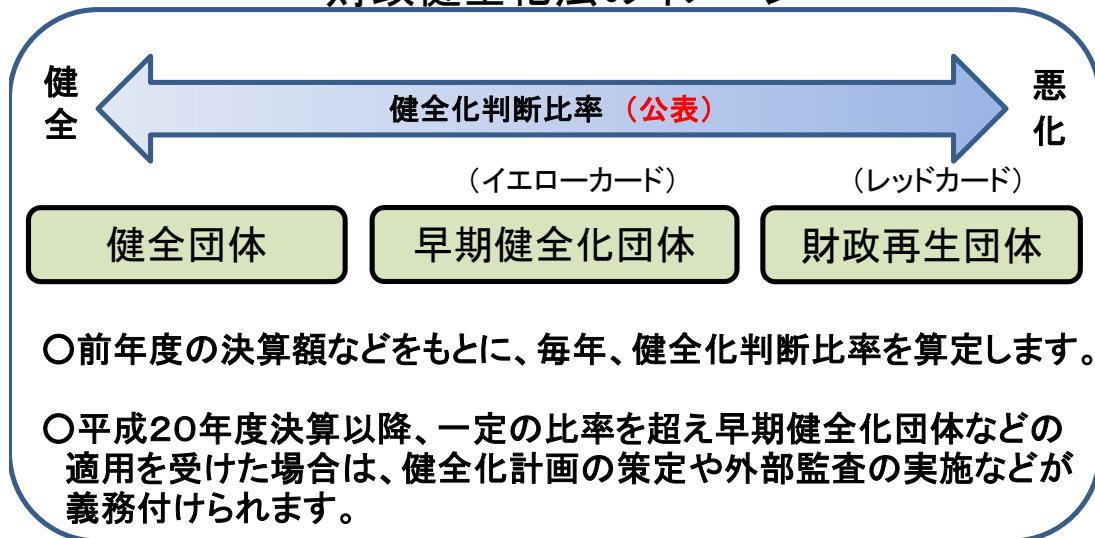 健全
悪化
健全化判断比率 （公表）
（イエローカード）
（レッドカード）
健全団体
早期健全化団体
財政再生団体
〇前年度の決算額などをもとに、毎年、健全化判断比率を算定します。
〇平成２０年度決算以降、一定の比率を超え早期健全化団体などの
適用を受けた場合は、健全化計画の策定や外部監査の実施などが
義務付けられます。